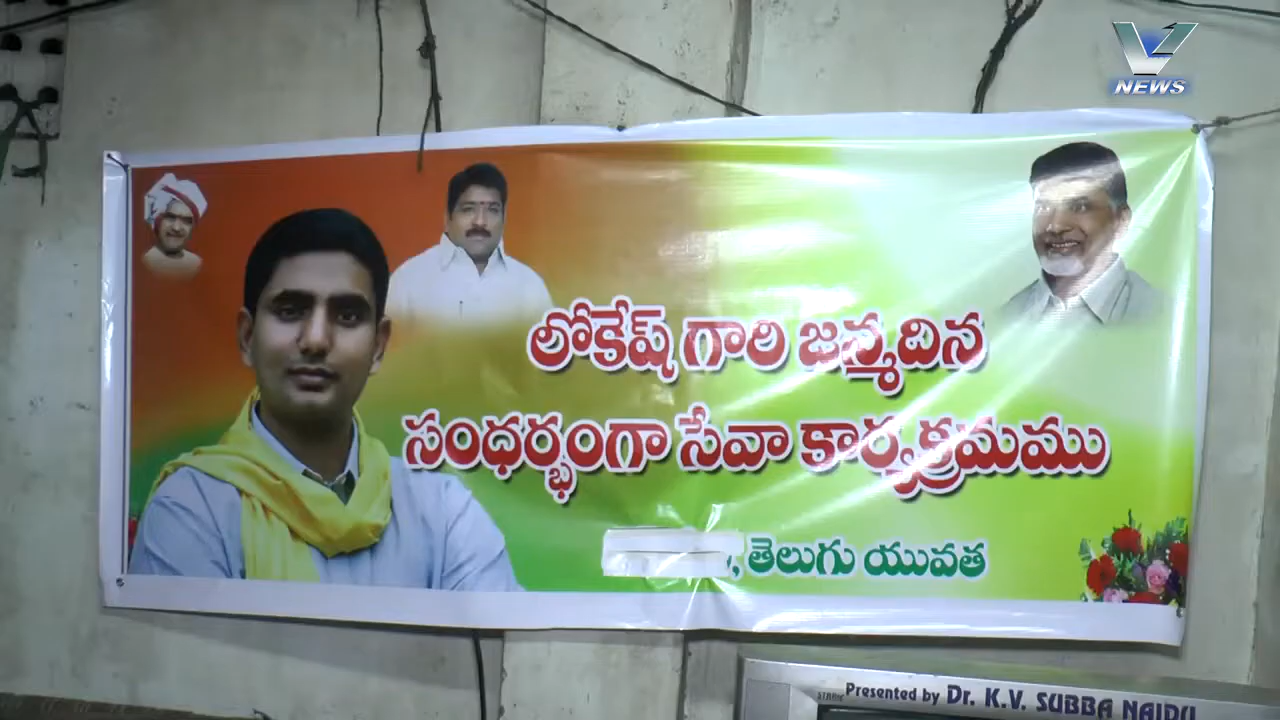 V
NEWS
లోకేష్ గారి జన్మదిన
సంధర్భంగా సేవా కార్యక్రమము
, తెలుగు యువత
Presented by Dr. K.V. SUBBA NAIDU